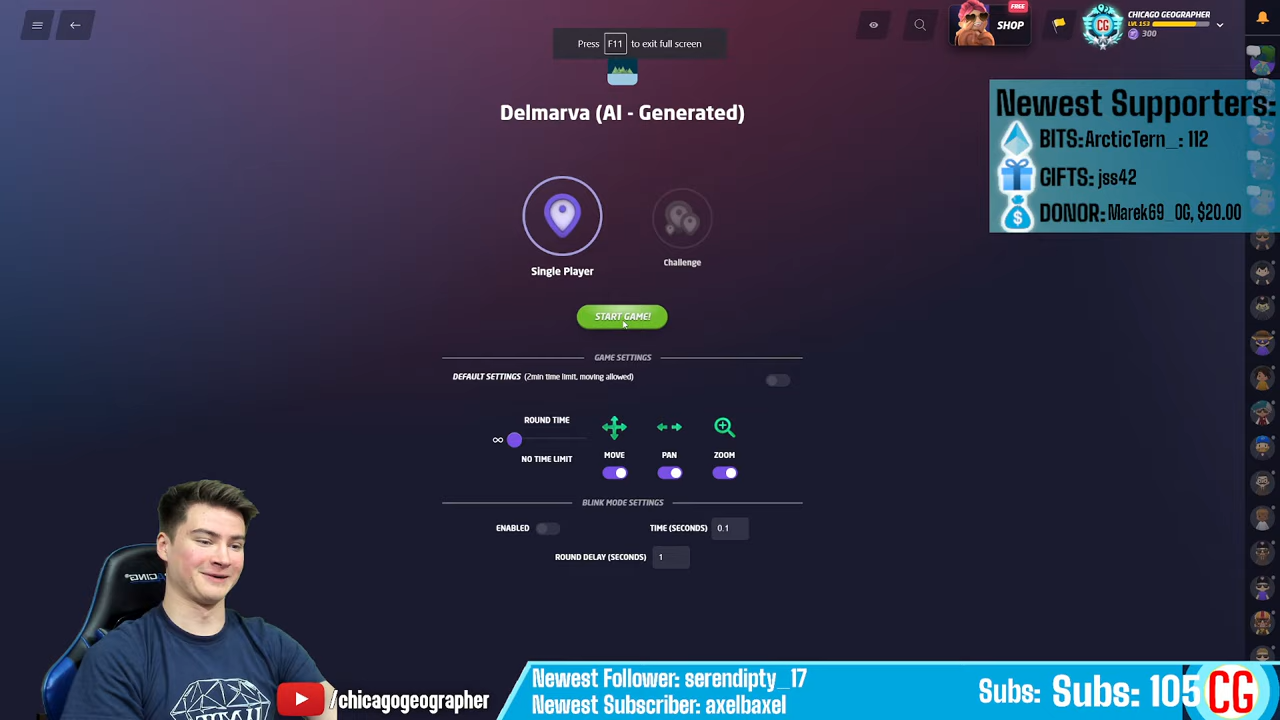 Press F11 to exit full screen
FREE
SHOP
CG
CHICAGO GEOGRAPHER
LVL 153
300
Delmarva (AI - Generated)
Newest Supporters:
BITS: ArcticTern_: 112
GIFTS: jss42
DONOR: Marek69_OG, $20.00
Single Player
Challenge
START GAME!
GAME SETTINGS
DEFAULT SETTINGS (2min time limit, moving allowed)
ROUND TIME
∞
NO TIME LIMIT
MOVE
PAN
ZOOM
BLINK MODE SETTINGS
ENABLED
TIME (SECONDS) 0.1
ROUND DELAY (SECONDS) 1
/chicagogeographer
Newest Follower: serendipty_17
Newest Subscriber: axelbaxel
Subs: Subs: 105
CG